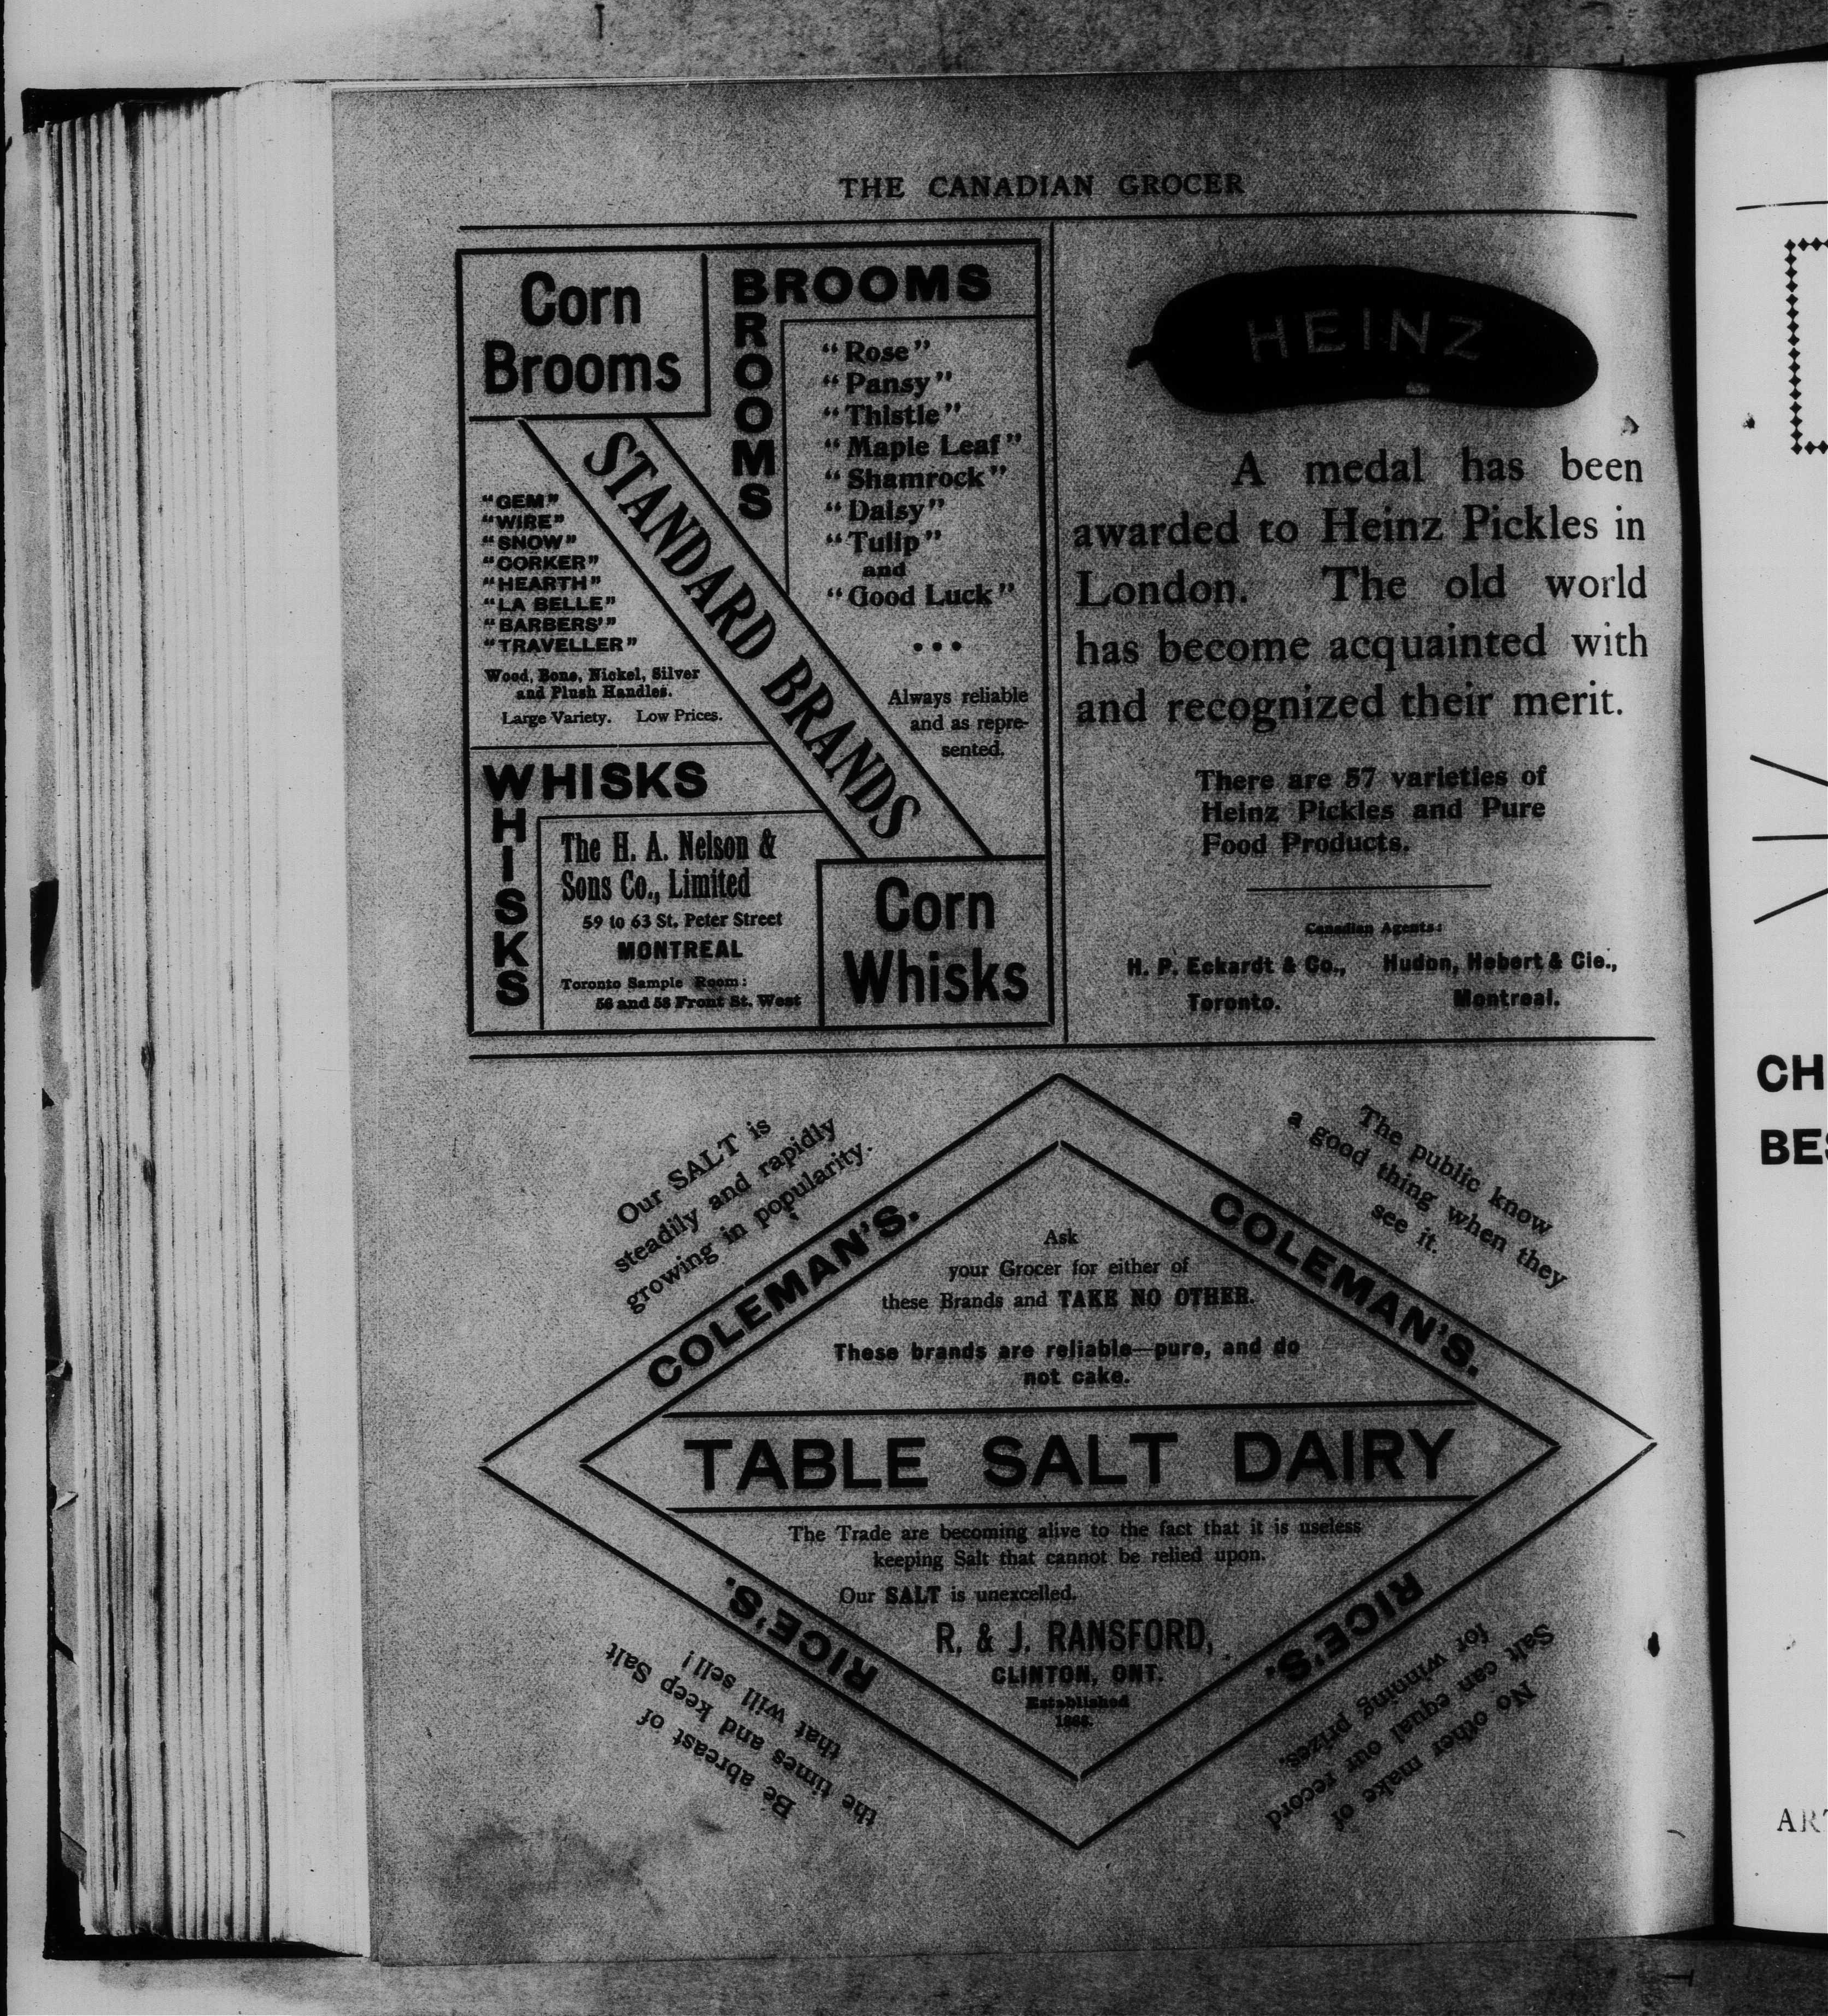 THE CANADIAN GROCER
Corn
Brooms
BROOMS
BROOMS
"Rose"
"Pansy"
"Thistle"
"Maple Leaf"
"Shamrock"
"Daisy"
"Tulip"
and
"Good Luck"
Always reliable
and as repre-
sented.
STANDARD BRANDS
"GEM"
"WIRE"
"SNOW"
"CORKER"
"HEARTH"
"LA BELLE"
"BARBERS'"
"TRAVELLER"
Wood, Bone, Nickel, Silver
and Plush Handles.
Large Variety. Low Prices.
WHISKS
WHISKS
The H. A. Nelson &
Sons Co., Limited
59 to 63 St. Peter Street
MONTREAL
Toronto Sample Room:
56 and 58 Front St. West
Corn
Whisks
HEINZ
A medal has been
awarded to Heinz Pickles in
London. The old world
has become acquainted with
and recognized their merit.
There are 57 varieties of
Heinz Pickles and Pure
Food Products.
Canadian Agents:
H. P. Eckardt & Co., Hudon, Hebert & Cie.,
Toronto. Montreal.
Our SALT is
steadily and rapidly
growing in popularity.
The public know
a good thing when they
see it.
COLEMAN'S.
COLEMAN'S.
Ask
your Grocer for either of
these Brands and TAKE NO OTHER.
These brands are reliable—pure, and do
not cake.
TABLE SALT DAIRY
The Trade are becoming alive to the fact that it is useless
keeping Salt that cannot be relied upon.
Our SALT is unexcelled.
R. & J. RANSFORD,
CLINTON, ONT.
Established
RICE'S.
RICE'S.
Be abreast of
the times and keep Salt
that will sell!
No other make of
Salt can equal our record
for winning prizes.
CH
BES
ART